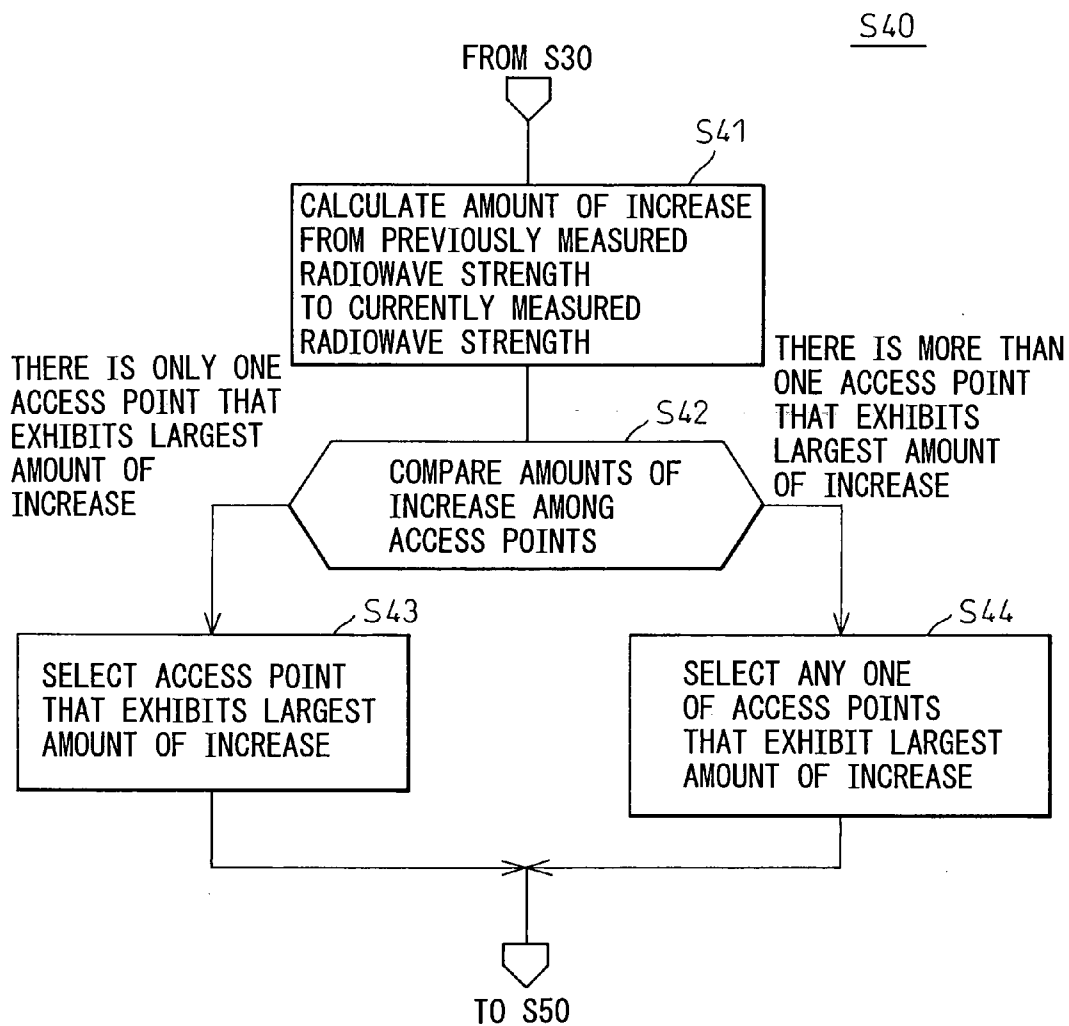 S40
FROM S30
S41
CALCULATE AMOUNT OF INCREASE
FROM PREVIOUSLY MEASURED
RADIOWAVE STRENGTH
TO CURRENTLY MEASURED
RADIOWAVE STRENGTH
THERE IS ONLY ONE
ACCESS POINT THAT
EXHIBITS LARGEST
AMOUNT OF
INCREASE
THERE IS MORE THAN
ONE ACCESS POINT
THAT EXHIBITS
LARGEST AMOUNT
OF INCREASE
S42
COMPARE AMOUNTS OF
INCREASE AMONG
ACCESS POINTS
S43
SELECT ACCESS POINT
THAT EXHIBITS LARGEST
AMOUNT OF INCREASE
S44
SELECT ANY ONE
OF ACCESS POINTS
THAT EXHIBIT LARGEST
AMOUNT OF INCREASE
TO S50